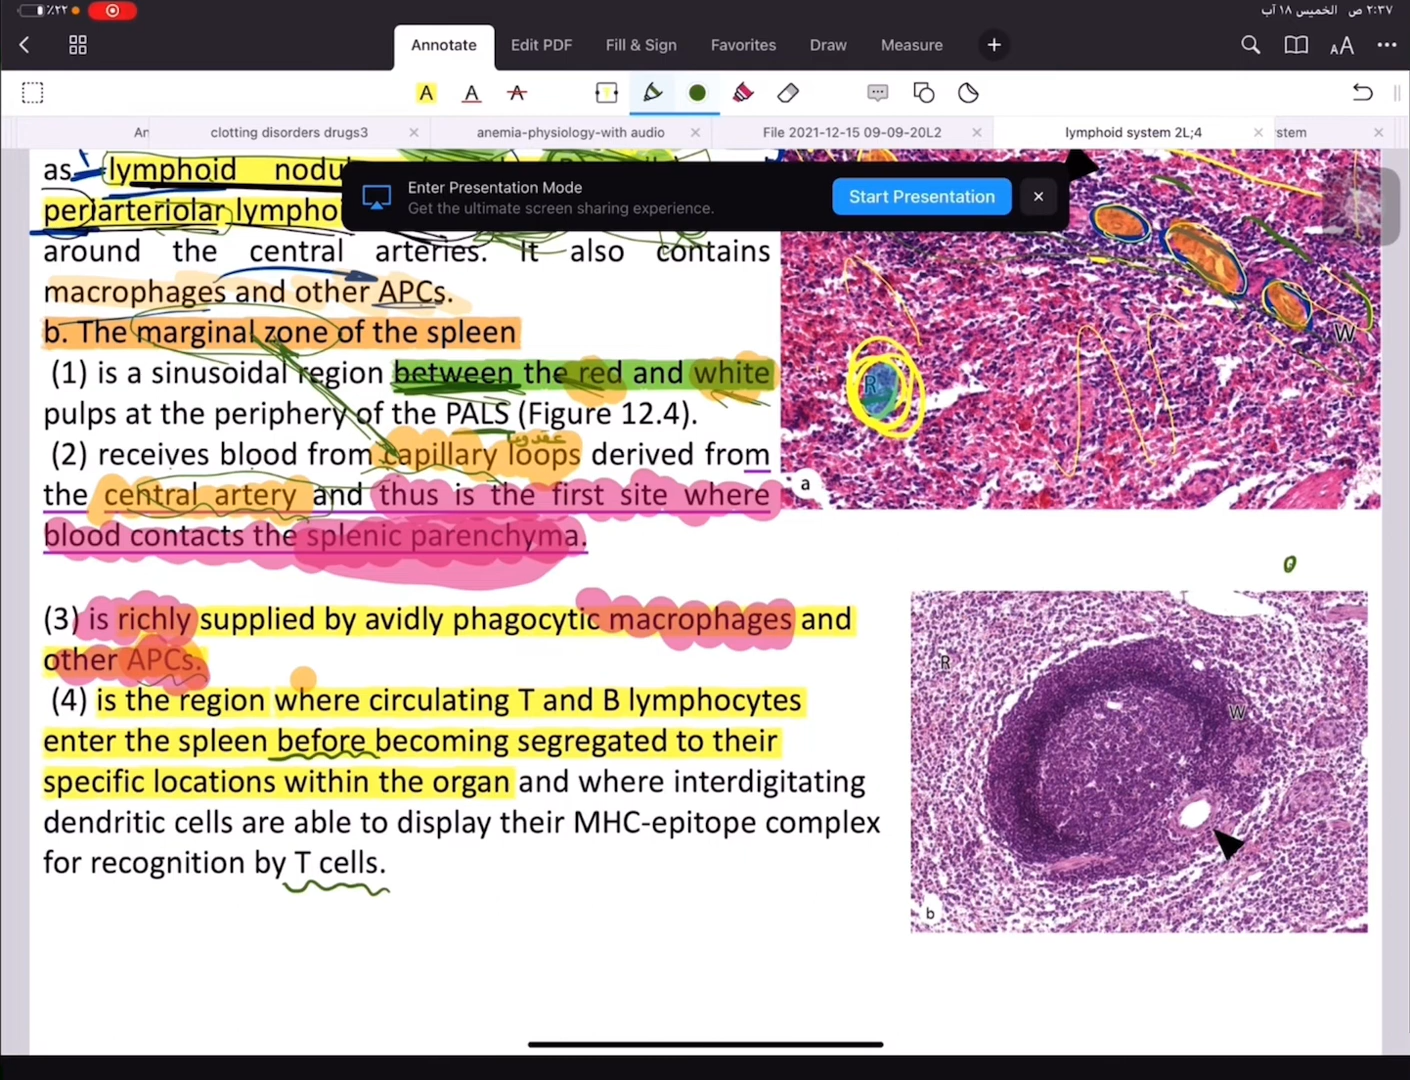 ٪٢٢
٢:٣٧ ص الخميس ١٨ آب
Annotate Edit PDF Fill & Sign Favorites Draw Measure
AA
A A A
An clotting disorders drugs3 anemia-physiology-with audio File 2021-12-15 09-09-20L2 lymphoid system 2L;4 stem
Enter Presentation Mode
Get the ultimate screen sharing experience.
Start Presentation
as lymphoid nodu
periarteriolar lympho
around the central arteries. It also contains
macrophages and other APCs.
b. The marginal zone of the spleen
(1) is a sinusoidal region between the red and white
pulps at the periphery of the PALS (Figure 12.4).
(2) receives blood from capillary loops derived from
the central artery and thus is the first site where
blood contacts the splenic parenchyma.
(3) is richly supplied by avidly phagocytic macrophages and
other APCs.
(4) is the region where circulating T and B lymphocytes
enter the spleen before becoming segregated to their
specific locations within the organ and where interdigitating
dendritic cells are able to display their MHC-epitope complex
for recognition by T cells.
W
R
a
R
W
b